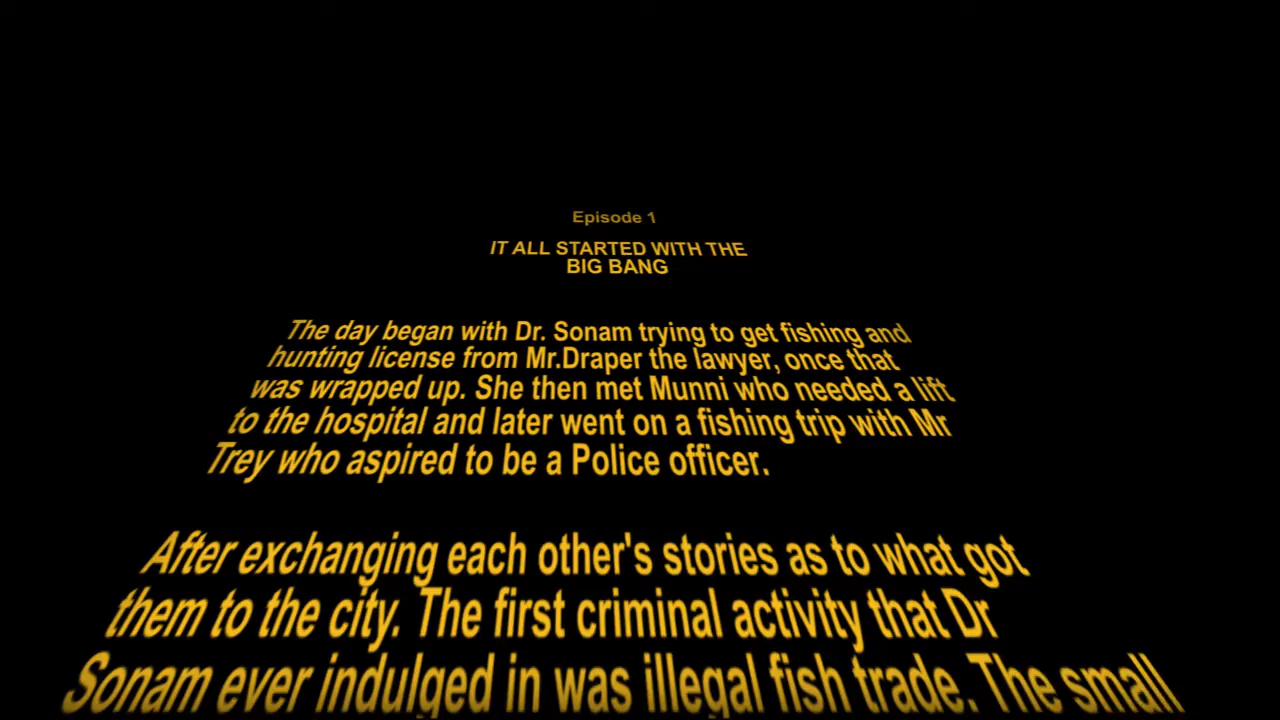 Episode 1
IT ALL STARTED WITH THE
BIG BANG
The day began with Dr. Sonam trying to get fishing and
hunting license from Mr.Draper the lawyer, once that
was wrapped up. She then met Munni who needed a lift
to the hospital and later went on a fishing trip with Mr
Trey who aspired to be a Police officer.
After exchanging each other's stories as to what got
them to the city. The first criminal activity that Dr
Sonam ever indulged in was illegal fish trade. The small